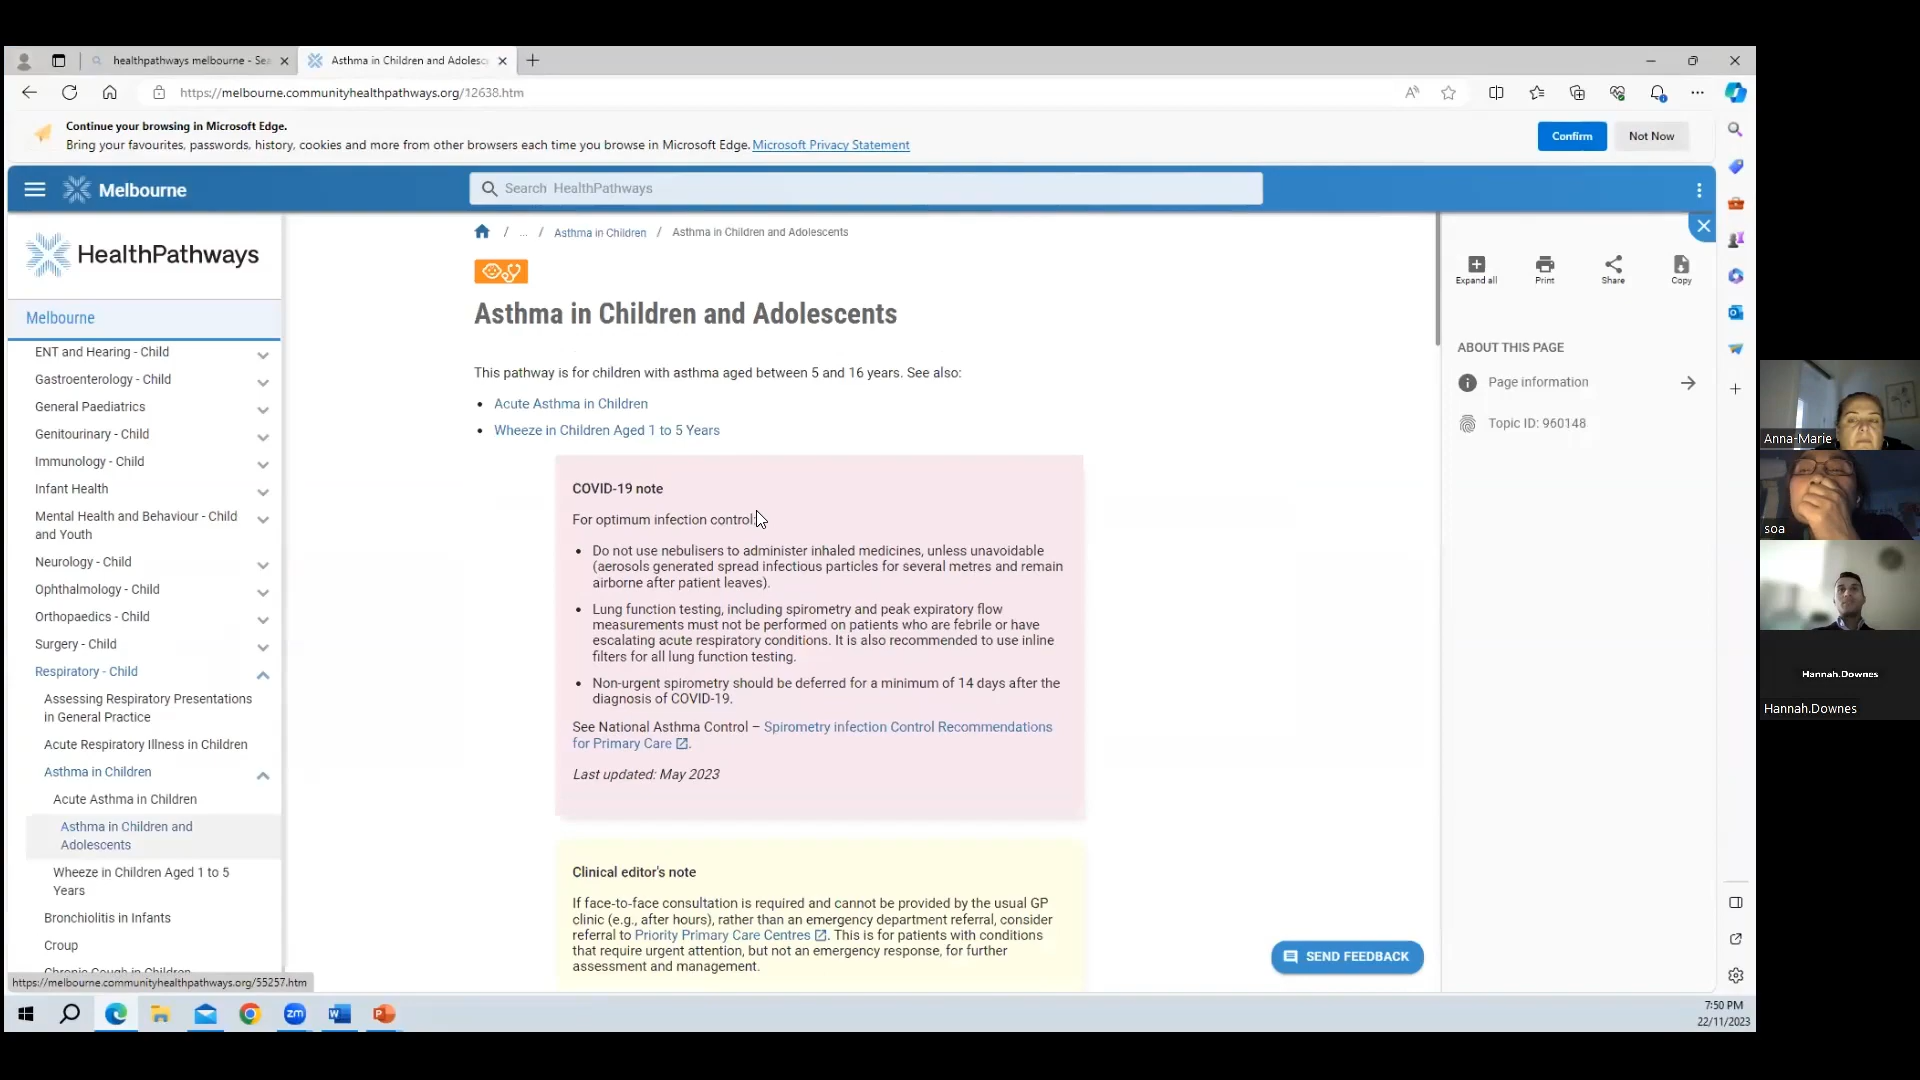 healthpathways melbourne - Sea
Asthma in Children and Adolesc
https://melbourne.communityhealthpathways.org/12638.htm
Continue your browsing in Microsoft Edge.
Bring your favourites, passwords, history, cookies and more from other browsers each time you browse in Microsoft Edge. Microsoft Privacy Statement
Confirm
Not Now
Melbourne
Search HealthPathways
HealthPathways
Melbourne
ENT and Hearing - Child
Gastroenterology - Child
General Paediatrics
Genitourinary - Child
Immunology - Child
Infant Health
Mental Health and Behaviour - Child
and Youth
Neurology - Child
Ophthalmology - Child
Orthopaedics - Child
Surgery - Child
Respiratory - Child
Assessing Respiratory Presentations
in General Practice
Acute Respiratory Illness in Children
Asthma in Children
Acute Asthma in Children
Asthma in Children and
Adolescents
Wheeze in Children Aged 1 to 5
Years
Bronchiolitis in Infants
Croup
Chronic Cough in Children
https://melbourne.communityhealthpathways.org/55257.htm
/ ... / Asthma in Children / Asthma in Children and Adolescents
Asthma in Children and Adolescents
This pathway is for children with asthma aged between 5 and 16 years. See also:
• Acute Asthma in Children
• Wheeze in Children Aged 1 to 5 Years
COVID-19 note
For optimum infection control:
• Do not use nebulisers to administer inhaled medicines, unless unavoidable
(aerosols generated spread infectious particles for several metres and remain
airborne after patient leaves).
• Lung function testing, including spirometry and peak expiratory flow
measurements must not be performed on patients who are febrile or have
escalating acute respiratory conditions. It is also recommended to use inline
filters for all lung function testing.
• Non-urgent spirometry should be deferred for a minimum of 14 days after the
diagnosis of COVID-19.
See National Asthma Control – Spirometry infection Control Recommendations
for Primary Care.
Last updated: May 2023
Clinical editor's note
If face-to-face consultation is required and cannot be provided by the usual GP
clinic (e.g., after hours), rather than an emergency department referral, consider
referral to Priority Primary Care Centres. This is for patients with conditions
that require urgent attention, but not an emergency response, for further
assessment and management.
Expand all
Print
Share
Copy
ABOUT THIS PAGE
Page information
Topic ID: 960148
SEND FEEDBACK
Anna-Marie
soa
Hannah.Downes
Hannah.Downes
zm
7:50 PM
22/11/2023